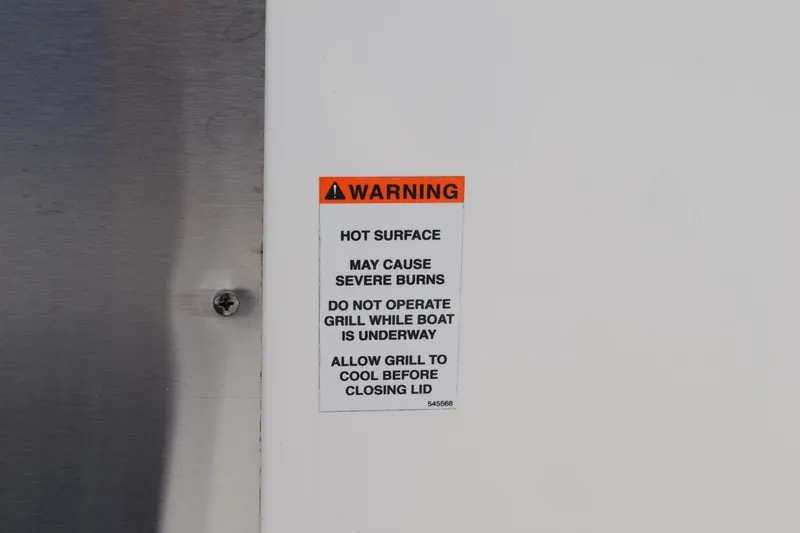 WARNING
HOT SURFACE
MAY CAUSE
SEVERE BURNS
DO NOT OPERATE
GRILL WHILE BOAT
IS UNDERWAY
ALLOW GRILL TO
COOL BEFORE
CLOSING LID
545568